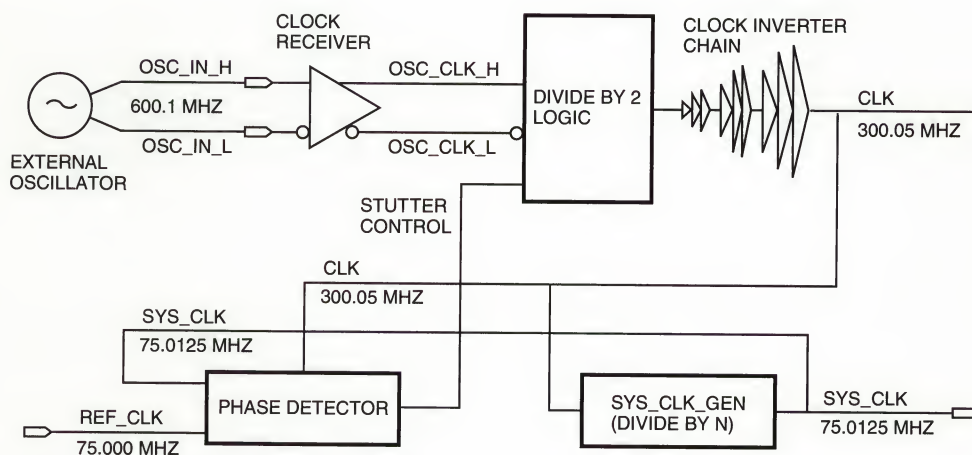 CLOCK
RECEIVER
CLOCK INVERTER
CHAIN
OSC_IN_H
OSC_CLK_H
600.1 MHZ
DIVIDE BY 2
LOGIC
CLK
300.05 MHZ
OSC_IN_L
OSC_CLK_L
EXTERNAL
OSCILLATOR
STUTTER
CONTROL
CLK
300.05 MHZ
SYS_CLK
75.0125 MHZ
PHASE DETECTOR
SYS_CLK_GEN
(DIVIDE BY N)
SYS_CLK
75.0125 MHZ
REF_CLK
75.000 MHZ